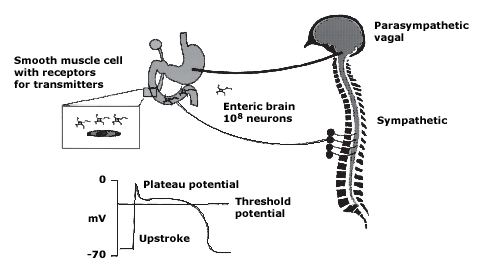 Parasympathetic
vagal
Smooth muscle cell
with receptors
for transmitters
Enteric brain
10⁸ neurons
Sympathetic
0
Plateau potential
Threshold
potential
mV
Upstroke
-70